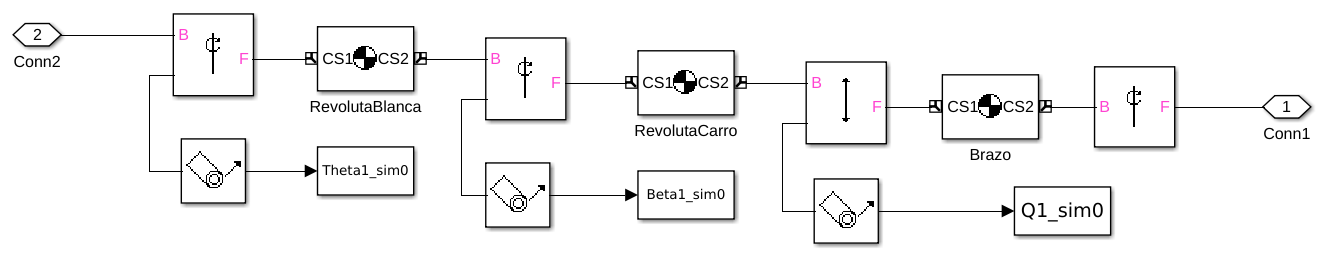 2
Conn2
B
F
CS1 CS2
RevolutaBlanca
B
F
CS1 CS2
RevolutaCarro
B
F
CS1 CS2
Brazo
B
F
1
Conn1
Theta1_sim0
Beta1_sim0
Q1_sim0